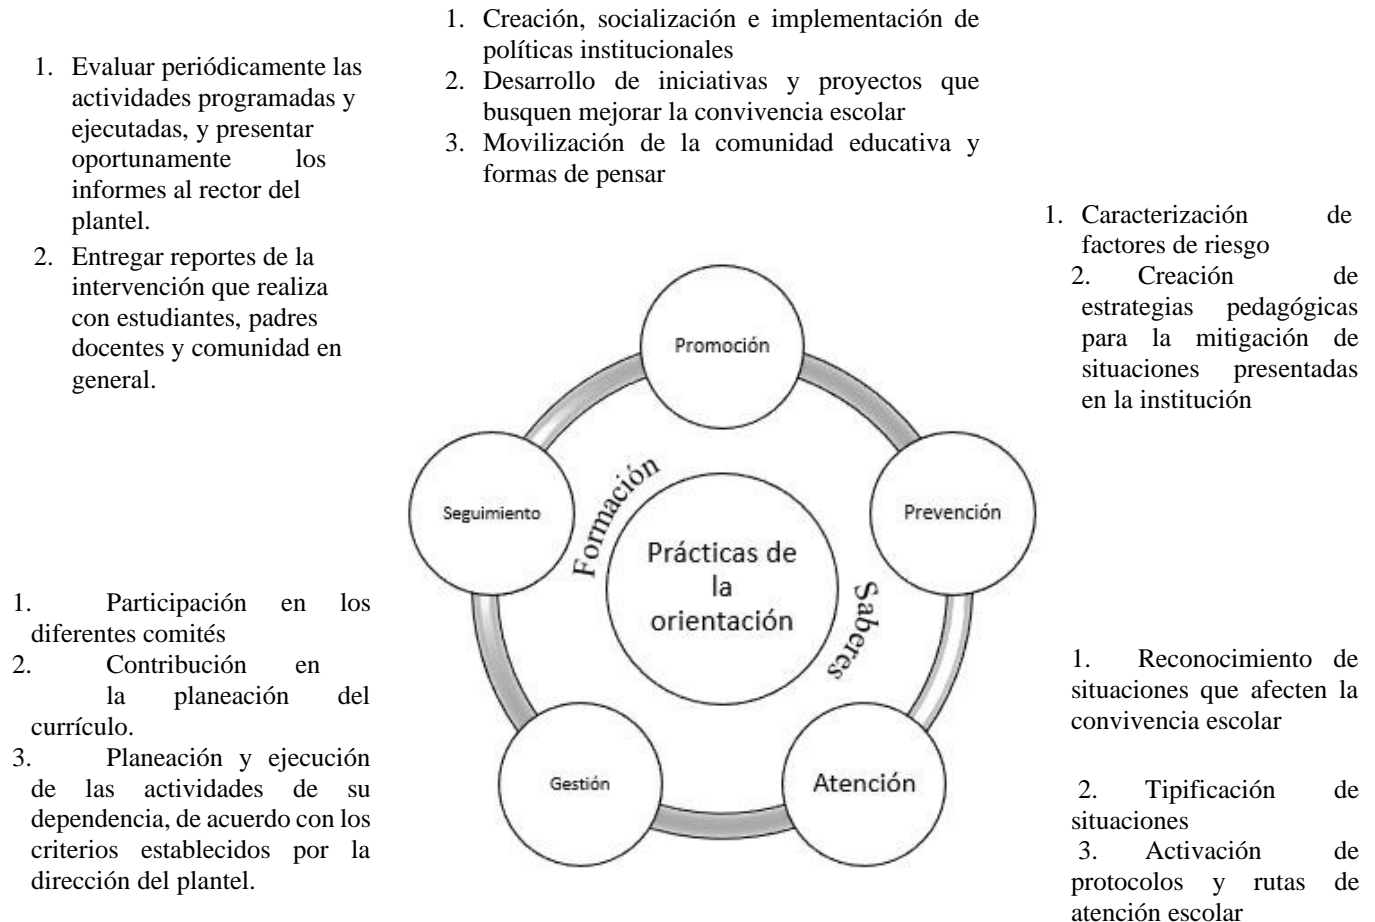 1. Creación, socialización e implementación de
políticas institucionales
2. Desarrollo de iniciativas y proyectos que
busquen mejorar la convivencia escolar
3. Movilización de la comunidad educativa y
formas de pensar
1. Evaluar periódicamente las
actividades programadas y
ejecutadas, y presentar
oportunamente los
informes al rector del
plantel.
2. Entregar reportes de la
intervención que realiza
con estudiantes, padres
docentes y comunidad en
general.
1. Caracterización de
factores de riesgo
2. Creación de
estrategias pedagógicas
para la mitigación de
situaciones presentadas
en la institución
Promoción
Seguimiento
Formación
Prácticas de
la
orientación
Saberes
Prevención
Gestión
Atención
1. Participación en los
diferentes comités
2. Contribución en
la planeación del
currículo.
3. Planeación y ejecución
de las actividades de su
dependencia, de acuerdo con los
criterios establecidos por la
dirección del plantel.
1. Reconocimiento de
situaciones que afecten la
convivencia escolar
2. Tipificación de
situaciones
3. Activación de
protocolos y rutas de
atención escolar